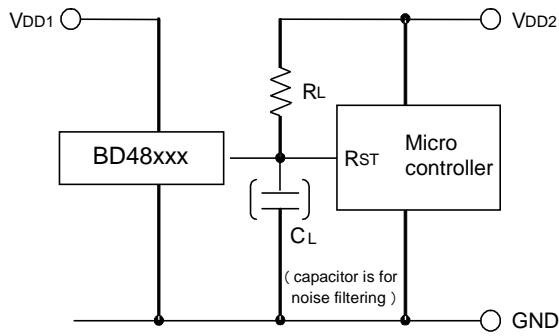 VDD1
VDD2
RL
BD48xxx
RST
Micro
controller
CL
( capacitor is for
noise filtering )
GND